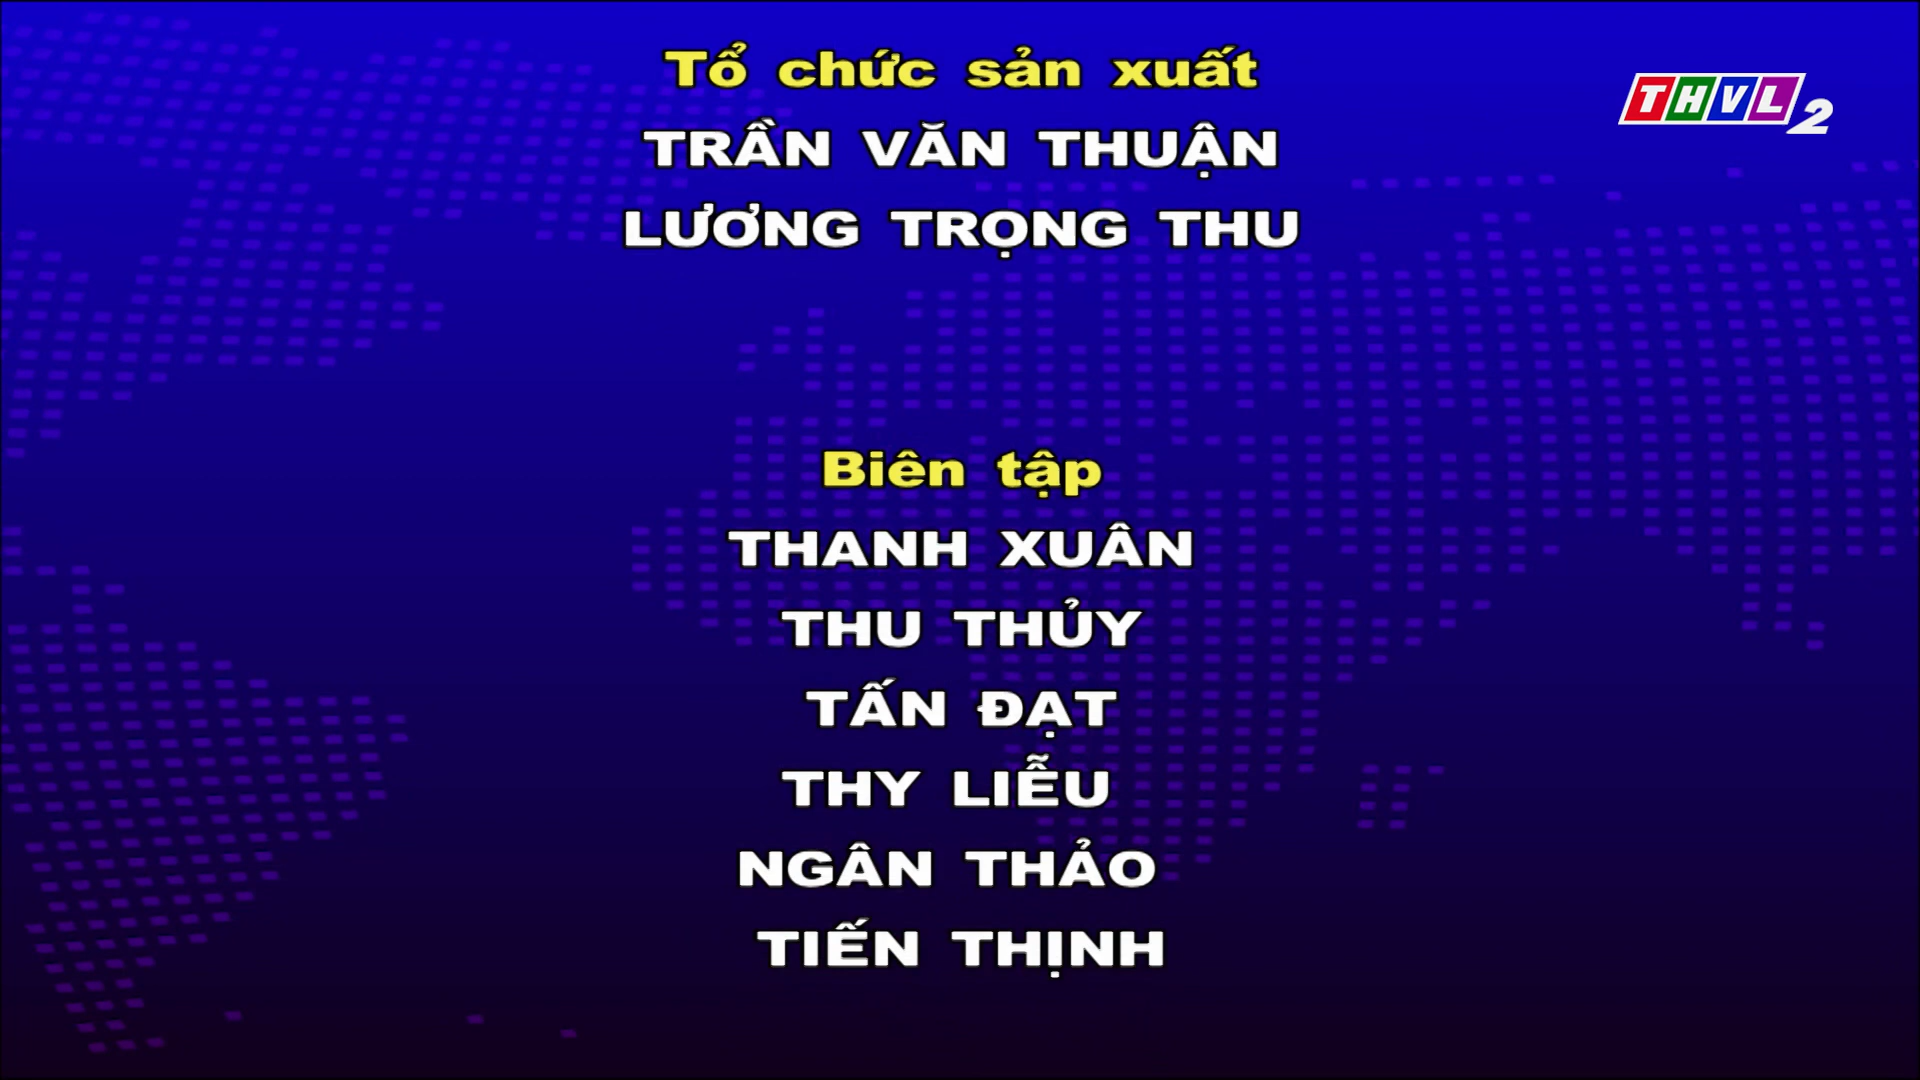 Tổ chức sản xuất
THVL2
TRẦN VĂN THUẬN
LƯƠNG TRỌNG THU
Biên tập
THANH XUÂN
THU THỦY
TẤN ĐẠT
THY LIỄU
NGÂN THẢO
TIẾN THỊNH